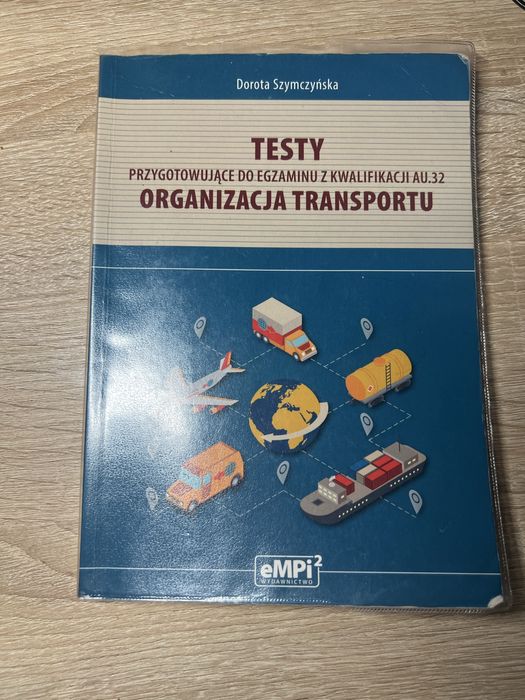 Dorota Szymczyńska
TESTY
PRZYGOTOWUJĄCE DO EGZAMINU Z KWALIFIKACJI AU.32
ORGANIZACJA TRANSPORTU
eMPi²
WYDAWNICTWO